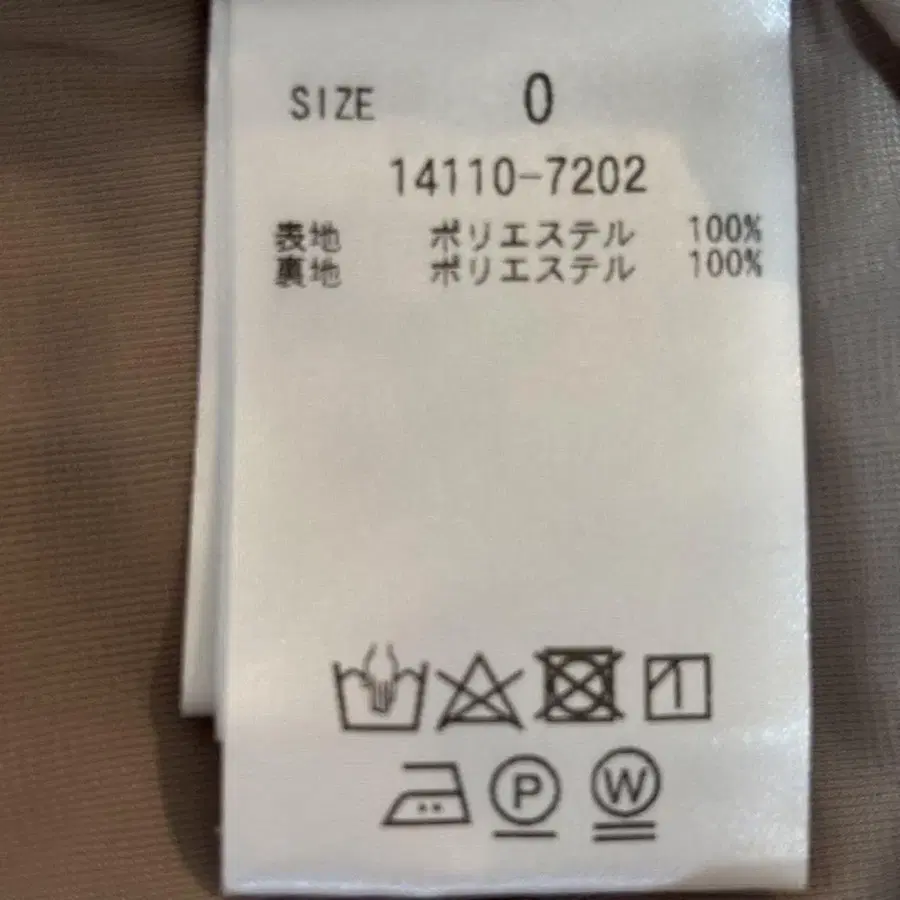 SIZE 0
14110-7202
表地 ポリエステル 100%
裏地 ポリエステル 100%
P W